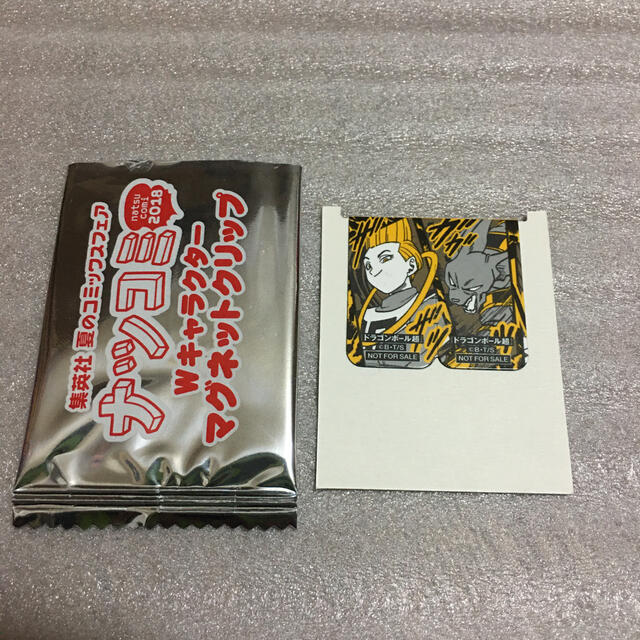 集英社 夏のコミックスフェア
ナツコミ
natsu
comi
2018
Wキャラクター
マグネットクリップ
ドラゴンボール超
©B・T/S
NOT FOR SALE
ドラゴンボール超
©B・T/S
NOT FOR SALE